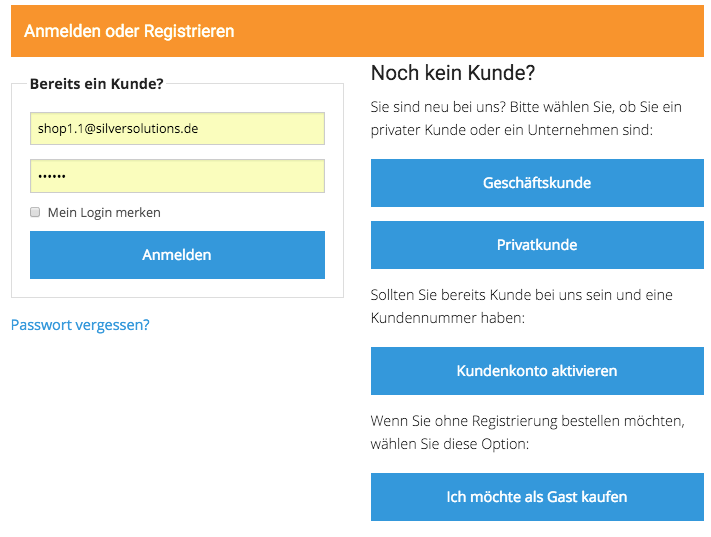 Anmelden oder Registrieren
Bereits ein Kunde?
shop1.1@silversolutions.de
••••••
Mein Login merken
Anmelden
Passwort vergessen?
Noch kein Kunde?
Sie sind neu bei uns? Bitte wählen Sie, ob Sie ein
privater Kunde oder ein Unternehmen sind:
Geschäftskunde
Privatkunde
Sollten Sie bereits Kunde bei uns sein und eine
Kundennummer haben:
Kundenkonto aktivieren
Wenn Sie ohne Registrierung bestellen möchten,
wählen Sie diese Option:
Ich möchte als Gast kaufen